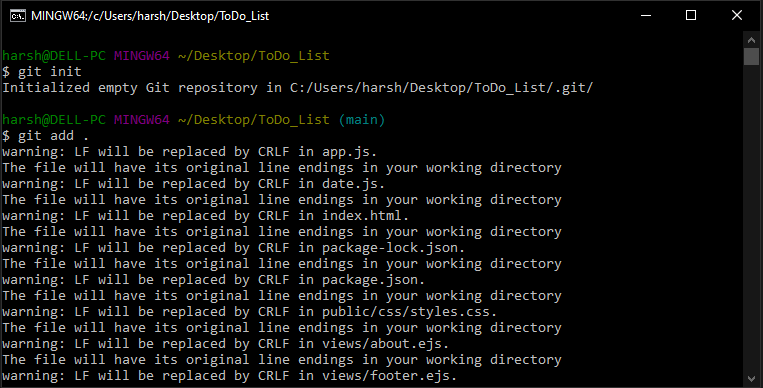 MINGW64:/c/Users/harsh/Desktop/ToDo_List
harsh@DELL-PC MINGW64 ~/Desktop/ToDo_List
$ git init
Initialized empty Git repository in C:/Users/harsh/Desktop/ToDo_List/.git/
harsh@DELL-PC MINGW64 ~/Desktop/ToDo_List (main)
$ git add .
warning: LF will be replaced by CRLF in app.js.
The file will have its original line endings in your working directory
warning: LF will be replaced by CRLF in date.js.
The file will have its original line endings in your working directory
warning: LF will be replaced by CRLF in index.html.
The file will have its original line endings in your working directory
warning: LF will be replaced by CRLF in package-lock.json.
The file will have its original line endings in your working directory
warning: LF will be replaced by CRLF in package.json.
The file will have its original line endings in your working directory
warning: LF will be replaced by CRLF in public/css/styles.css.
The file will have its original line endings in your working directory
warning: LF will be replaced by CRLF in views/about.ejs.
The file will have its original line endings in your working directory
warning: LF will be replaced by CRLF in views/footer.ejs.